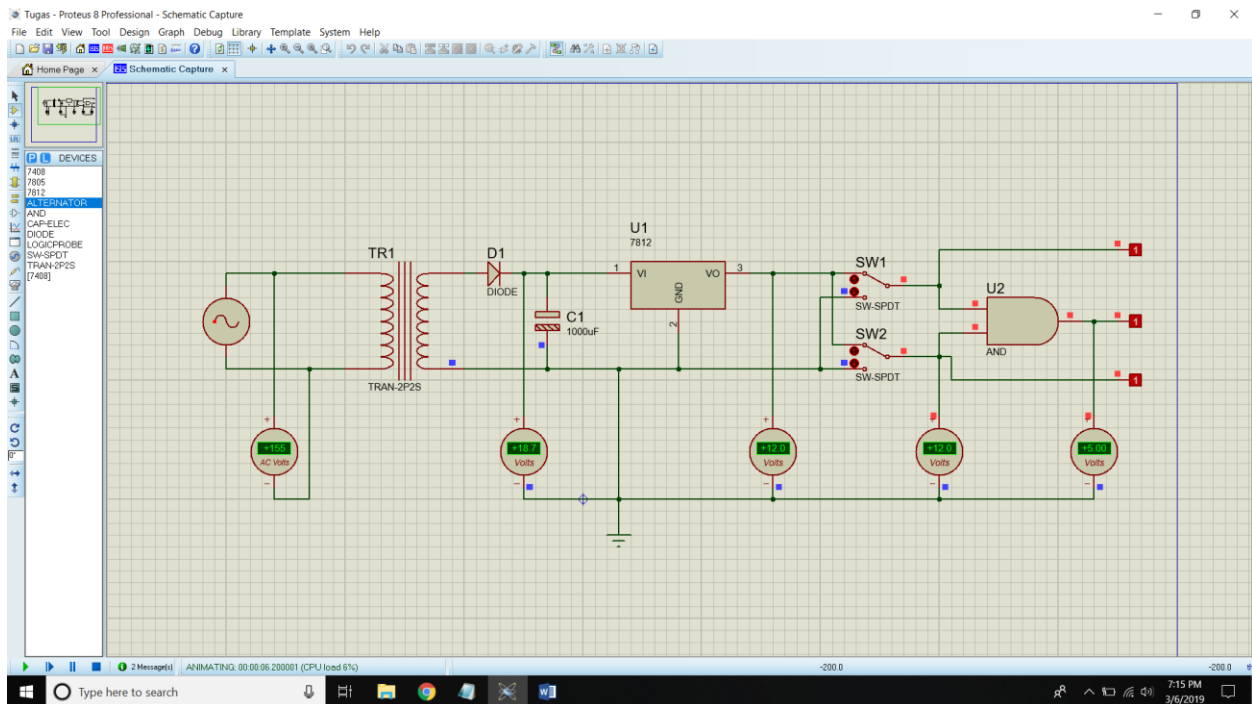 Tugas - Proteus 8 Professional - Schematic Capture
File Edit View Tool Design Graph Debug Library Template System Help
Home Page × Schematic Capture ×
P L DEVICES
7408
7805
7812
ALTERNATOR
AND
CAP-ELEC
DIODE
LOGICPROBE
SW-SPDT
TRAN-2P2S
[7408]
0°
TR1
TRAN-2P2S
D1
DIODE
C1
1000uF
U1
7812
1 VI VO 3
GND
2
SW1
SW-SPDT
SW2
SW-SPDT
U2
AND
1
1
1
+155
AC Volts
+18.7
Volts
+12.0
Volts
+12.0
Volts
+5.00
Volts
2 Message(s) ANIMATING: 00:00:06.200001 (CPU load 6%) -200.0 -200.0 th
Type here to search
7:15 PM
3/6/2019